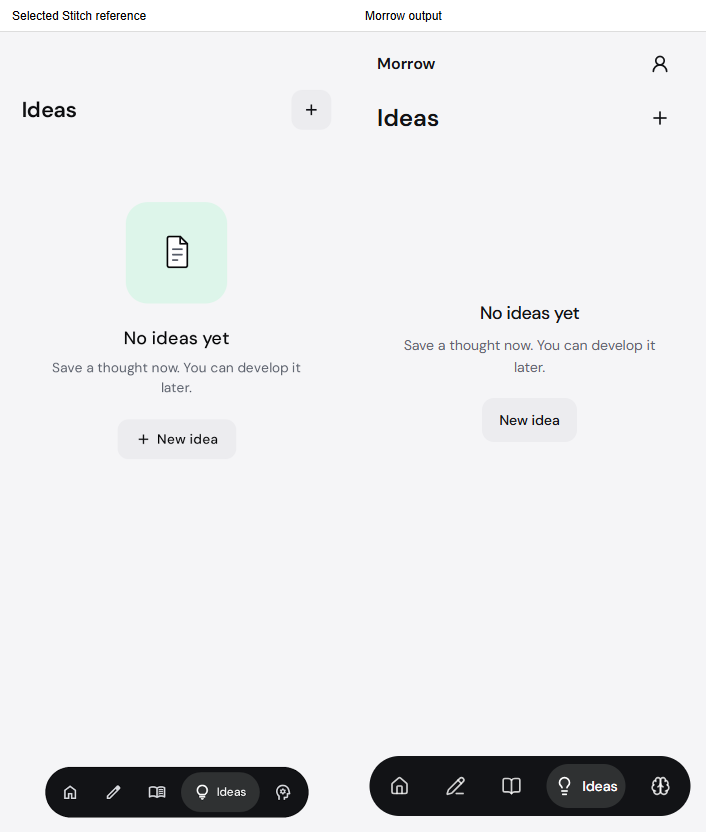 Selected Stitch reference
Ideas
No ideas yet
Save a thought now. You can develop it
later.
New idea
Ideas
Morrow output
Morrow
Ideas
No ideas yet
Save a thought now. You can develop it
later.
New idea
Ideas